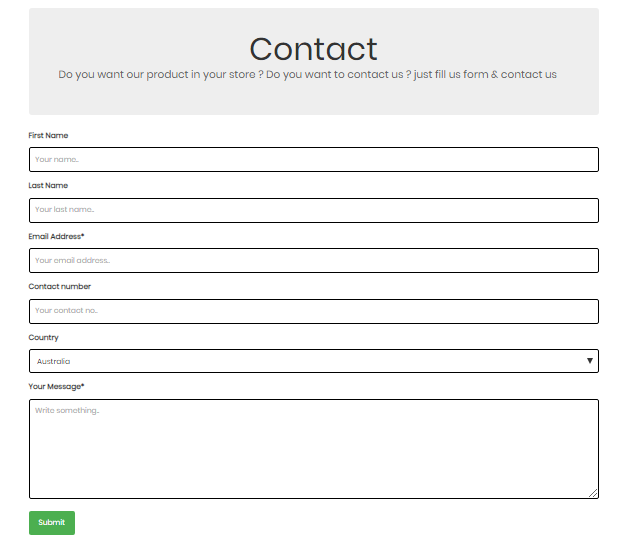 Contact
Do you want our product in your store ? Do you want to contact us ? just fill us form & contact us
First Name
Your name..
Last Name
Your last name..
Email Address*
Your email address..
Contact number
Your contact no..
Country
Australia
Your Message*
Write something..
Submit